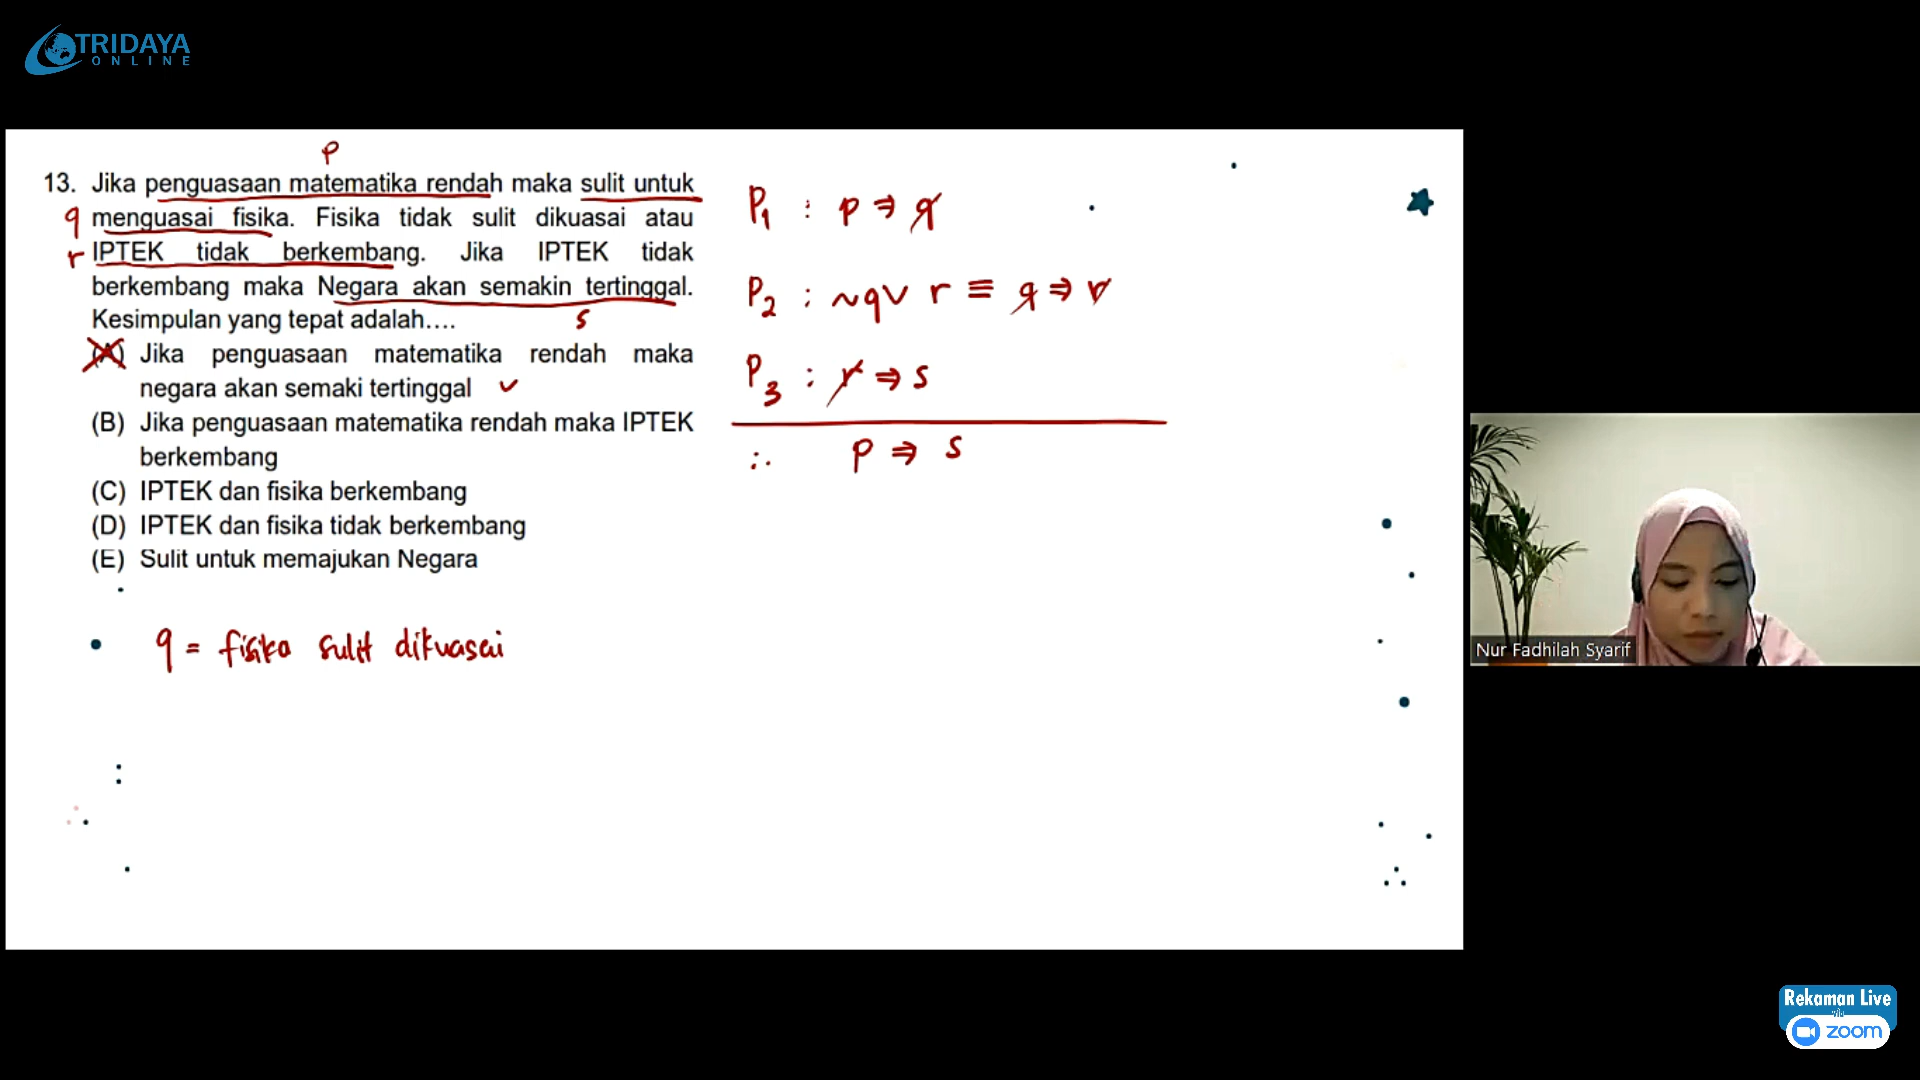 TRIDAYA
ONLINE
p
13. Jika penguasaan matematika rendah maka sulit untuk
q menguasai fisika. Fisika tidak sulit dikuasai atau
r IPTEK tidak berkembang. Jika IPTEK tidak
berkembang maka Negara akan semakin tertinggal.
Kesimpulan yang tepat adalah.... s
(A) Jika penguasaan matematika rendah maka
negara akan semaki tertinggal ✓
(B) Jika penguasaan matematika rendah maka IPTEK
berkembang
(C) IPTEK dan fisika berkembang
(D) IPTEK dan fisika tidak berkembang
(E) Sulit untuk memajukan Negara
q = fisika sulit dikuasai
P1 : p ⇒ q
P2 : ~q ∨ r ≡ q ⇒ r
P3 : r ⇒ s
∴ p ⇒ s
Nur Fadhilah Syarif
Rekaman Live
via
zoom